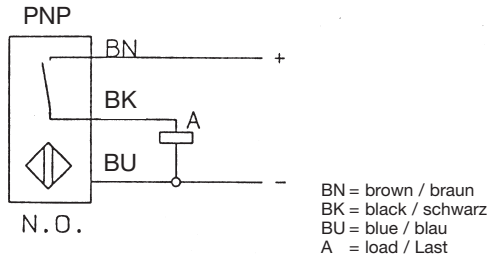 PNP
BN +
BK
A
BU −
N.O.
BN = brown / braun
BK = black / schwarz
BU = blue / blau
A = load / Last